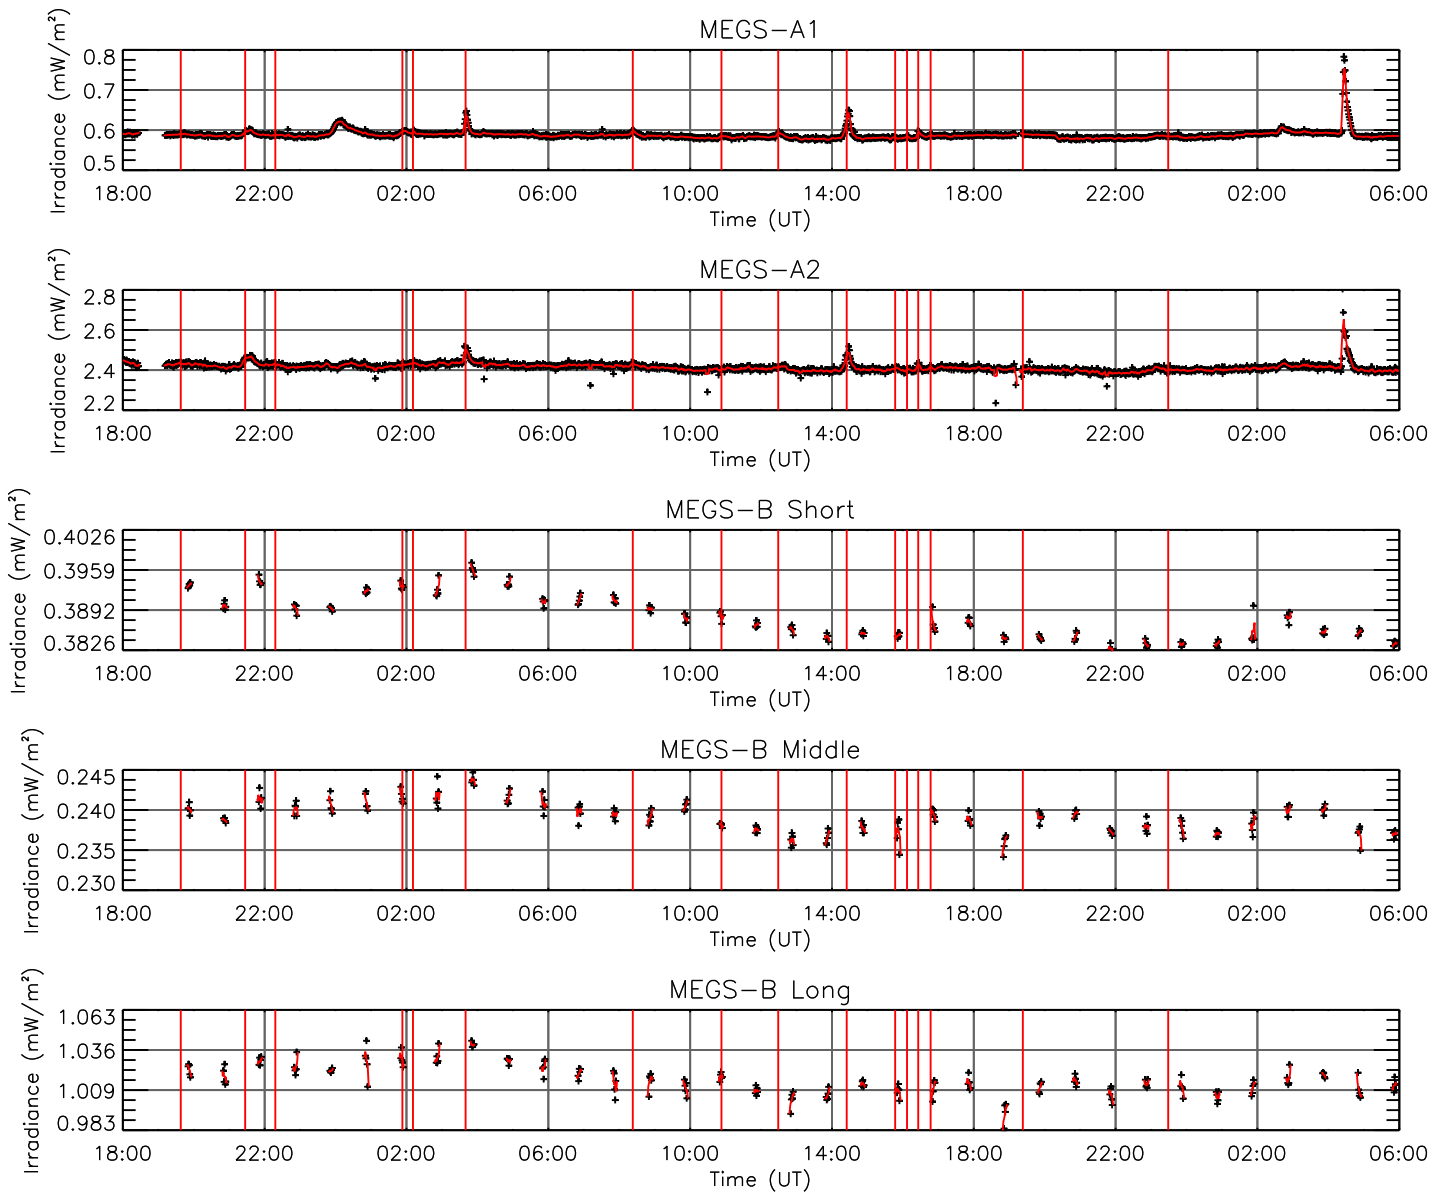 MEGS-A1
Irradiance (mW/m²)
0.8
0.7
0.6
0.5
18:00 22:00 02:00 06:00 10:00 14:00 18:00 22:00 02:00 06:00
Time (UT)
MEGS-A2
Irradiance (mW/m²)
2.8
2.6
2.4
2.2
18:00 22:00 02:00 06:00 10:00 14:00 18:00 22:00 02:00 06:00
Time (UT)
MEGS-B Short
Irradiance (mW/m²)
0.4026
0.3959
0.3892
0.3826
18:00 22:00 02:00 06:00 10:00 14:00 18:00 22:00 02:00 06:00
Time (UT)
MEGS-B Middle
Irradiance (mW/m²)
0.245
0.240
0.235
0.230
18:00 22:00 02:00 06:00 10:00 14:00 18:00 22:00 02:00 06:00
Time (UT)
MEGS-B Long
Irradiance (mW/m²)
1.063
1.036
1.009
0.983
18:00 22:00 02:00 06:00 10:00 14:00 18:00 22:00 02:00 06:00
Time (UT)